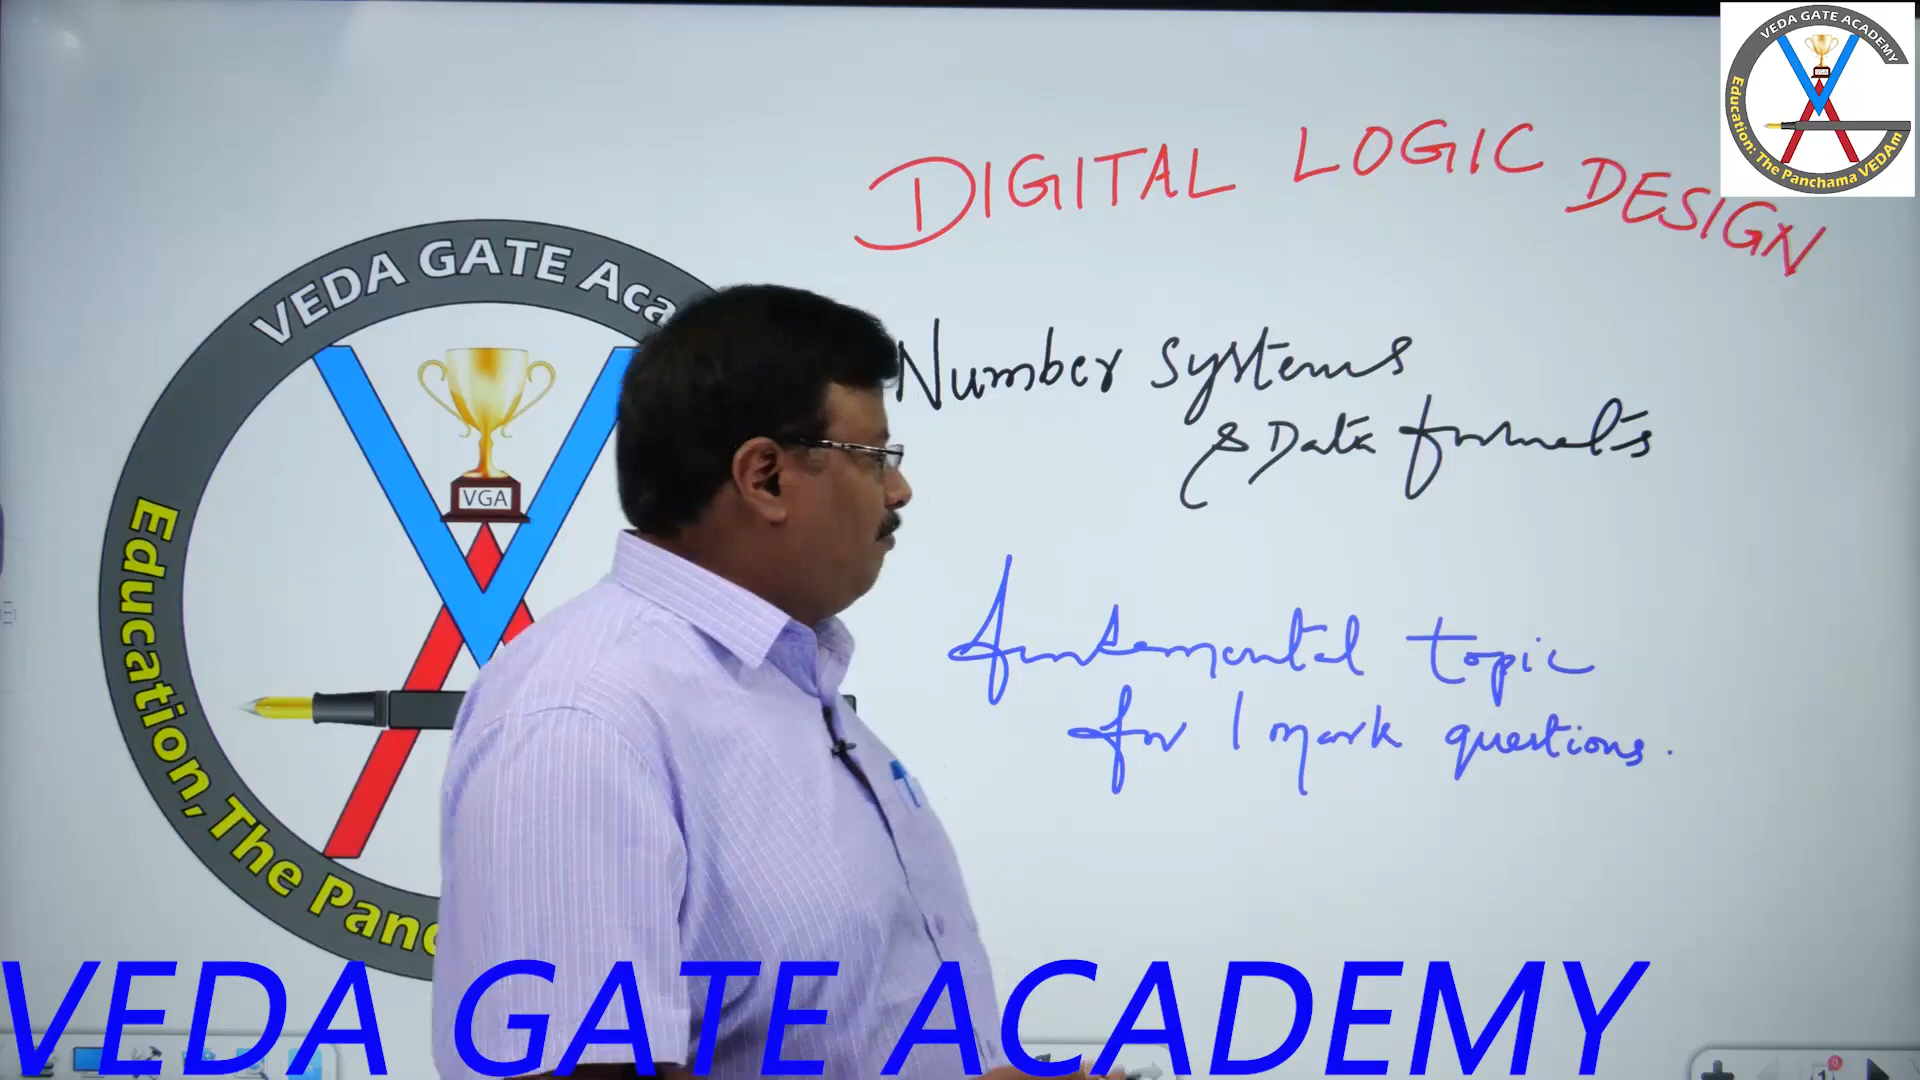 VEDA GATE ACADEMY
Education: The Panchama VEDAm
DIGITAL LOGIC DESIGN
VEDA GATE Aca
VGA
Education, The Panc
Number Systems
& Data formats
fundamental topic
for 1 mark questions.
VEDA GATE ACADEMY